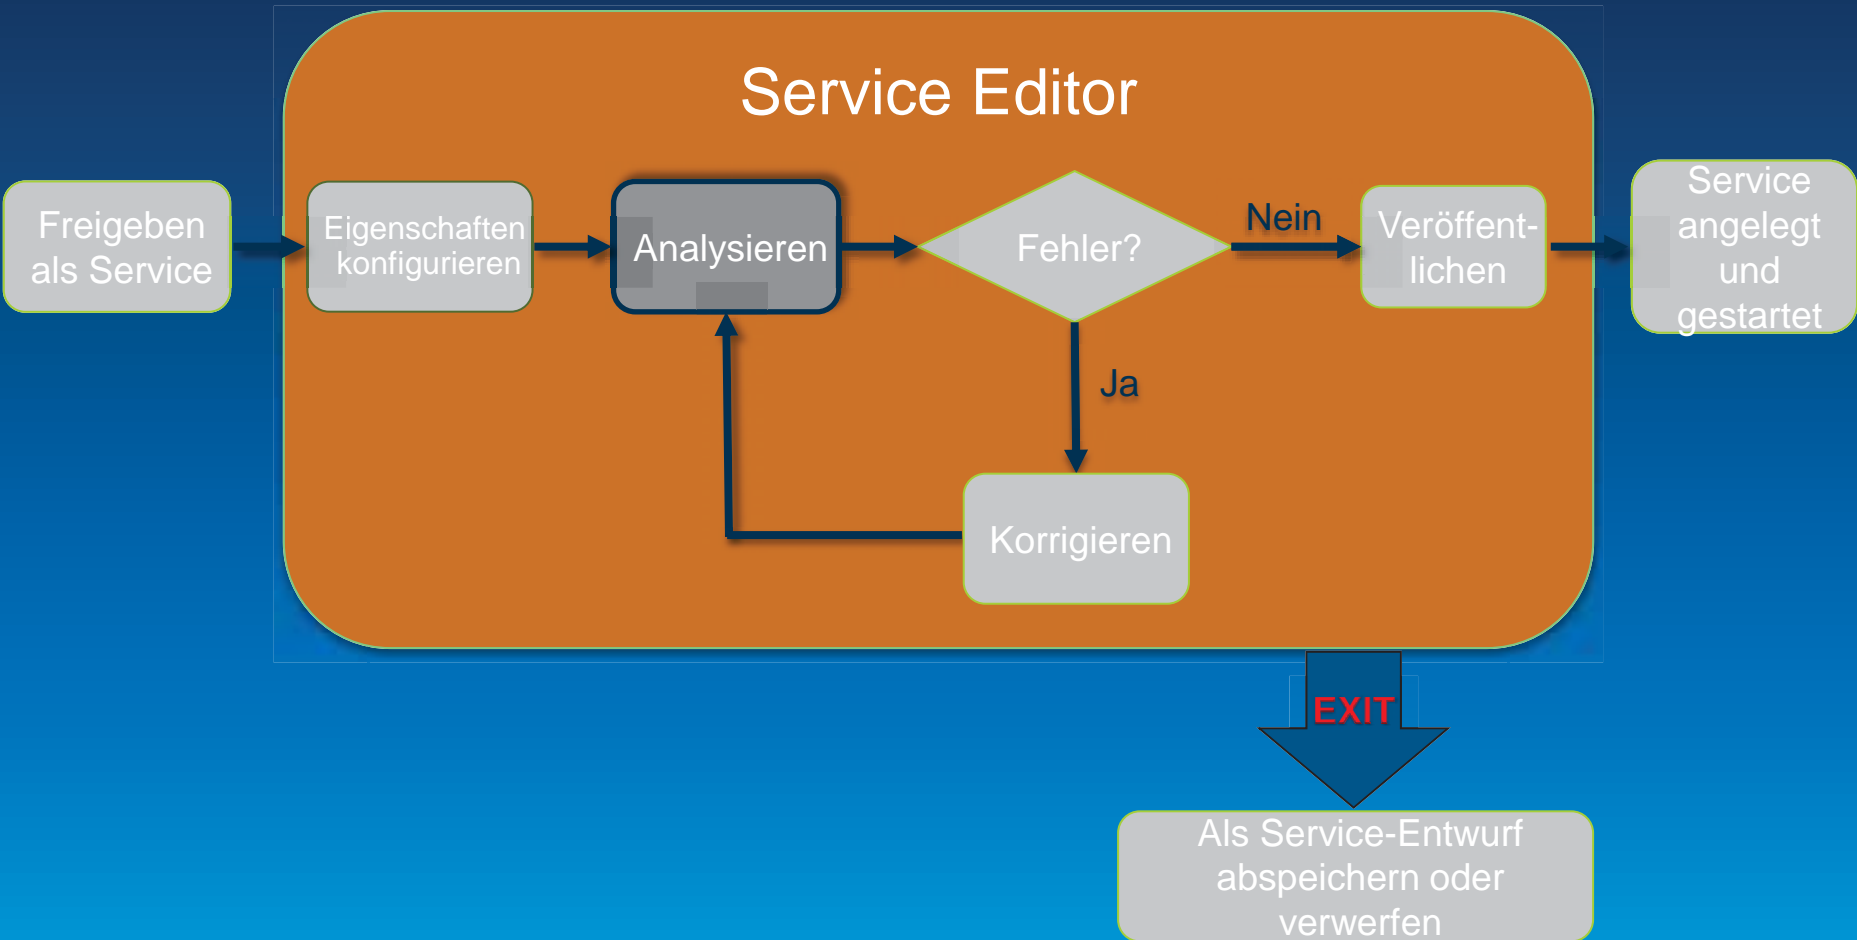 Service Editor
Freigeben
als Service
Eigenschaften
konfigurieren
Analysieren
Fehler?
Nein
Veröffent-
lichen
Service
angelegt
und
gestartet
Ja
Korrigieren
EXIT
Als Service-Entwurf
abspeichern oder
verwerfen